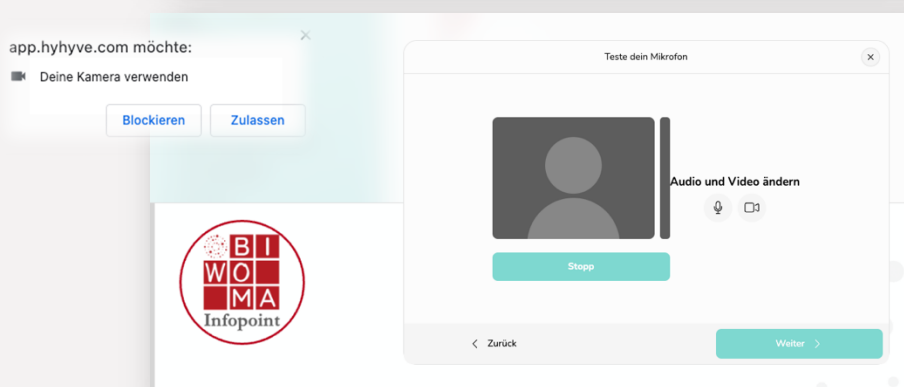 app.hyhyve.com möchte:
Deine Kamera verwenden
Blockieren
Zulassen
Teste dein Mikrofon
Audio und Video ändern
Stopp
Zurück
Weiter
BI
WO
MA
Infopoint